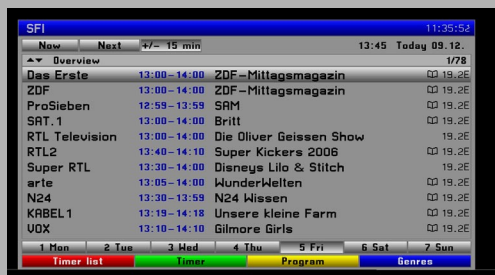 SFI 11:35:52
Now Next +/- 15 min 13:45 Today 09.12.
Overview 1/78
Das Erste 13:00-14:00 ZDF-Mittagsmagazin 19.2E
ZDF 13:00-14:00 ZDF-Mittagsmagazin 19.2E
ProSieben 12:59-13:59 SAM 19.2E
SAT.1 13:00-14:00 Britt 19.2E
RTL Television 13:00-14:00 Die Oliver Geissen Show 19.2E
RTL2 13:40-14:10 Super Kickers 2006 19.2E
Super RTL 13:30-14:00 Disneys Lilo & Stitch 19.2E
arte 13:05-14:00 WunderWelten 19.2E
N24 13:30-13:59 N24 Wissen 19.2E
KABEL1 13:19-14:18 Unsere kleine Farm 19.2E
VOX 13:10-14:10 Gilmore Girls 19.2E
1 Mon 2 Tue 3 Wed 4 Thu 5 Fri 6 Sat 7 Sun
Timer list Timer Program Genres